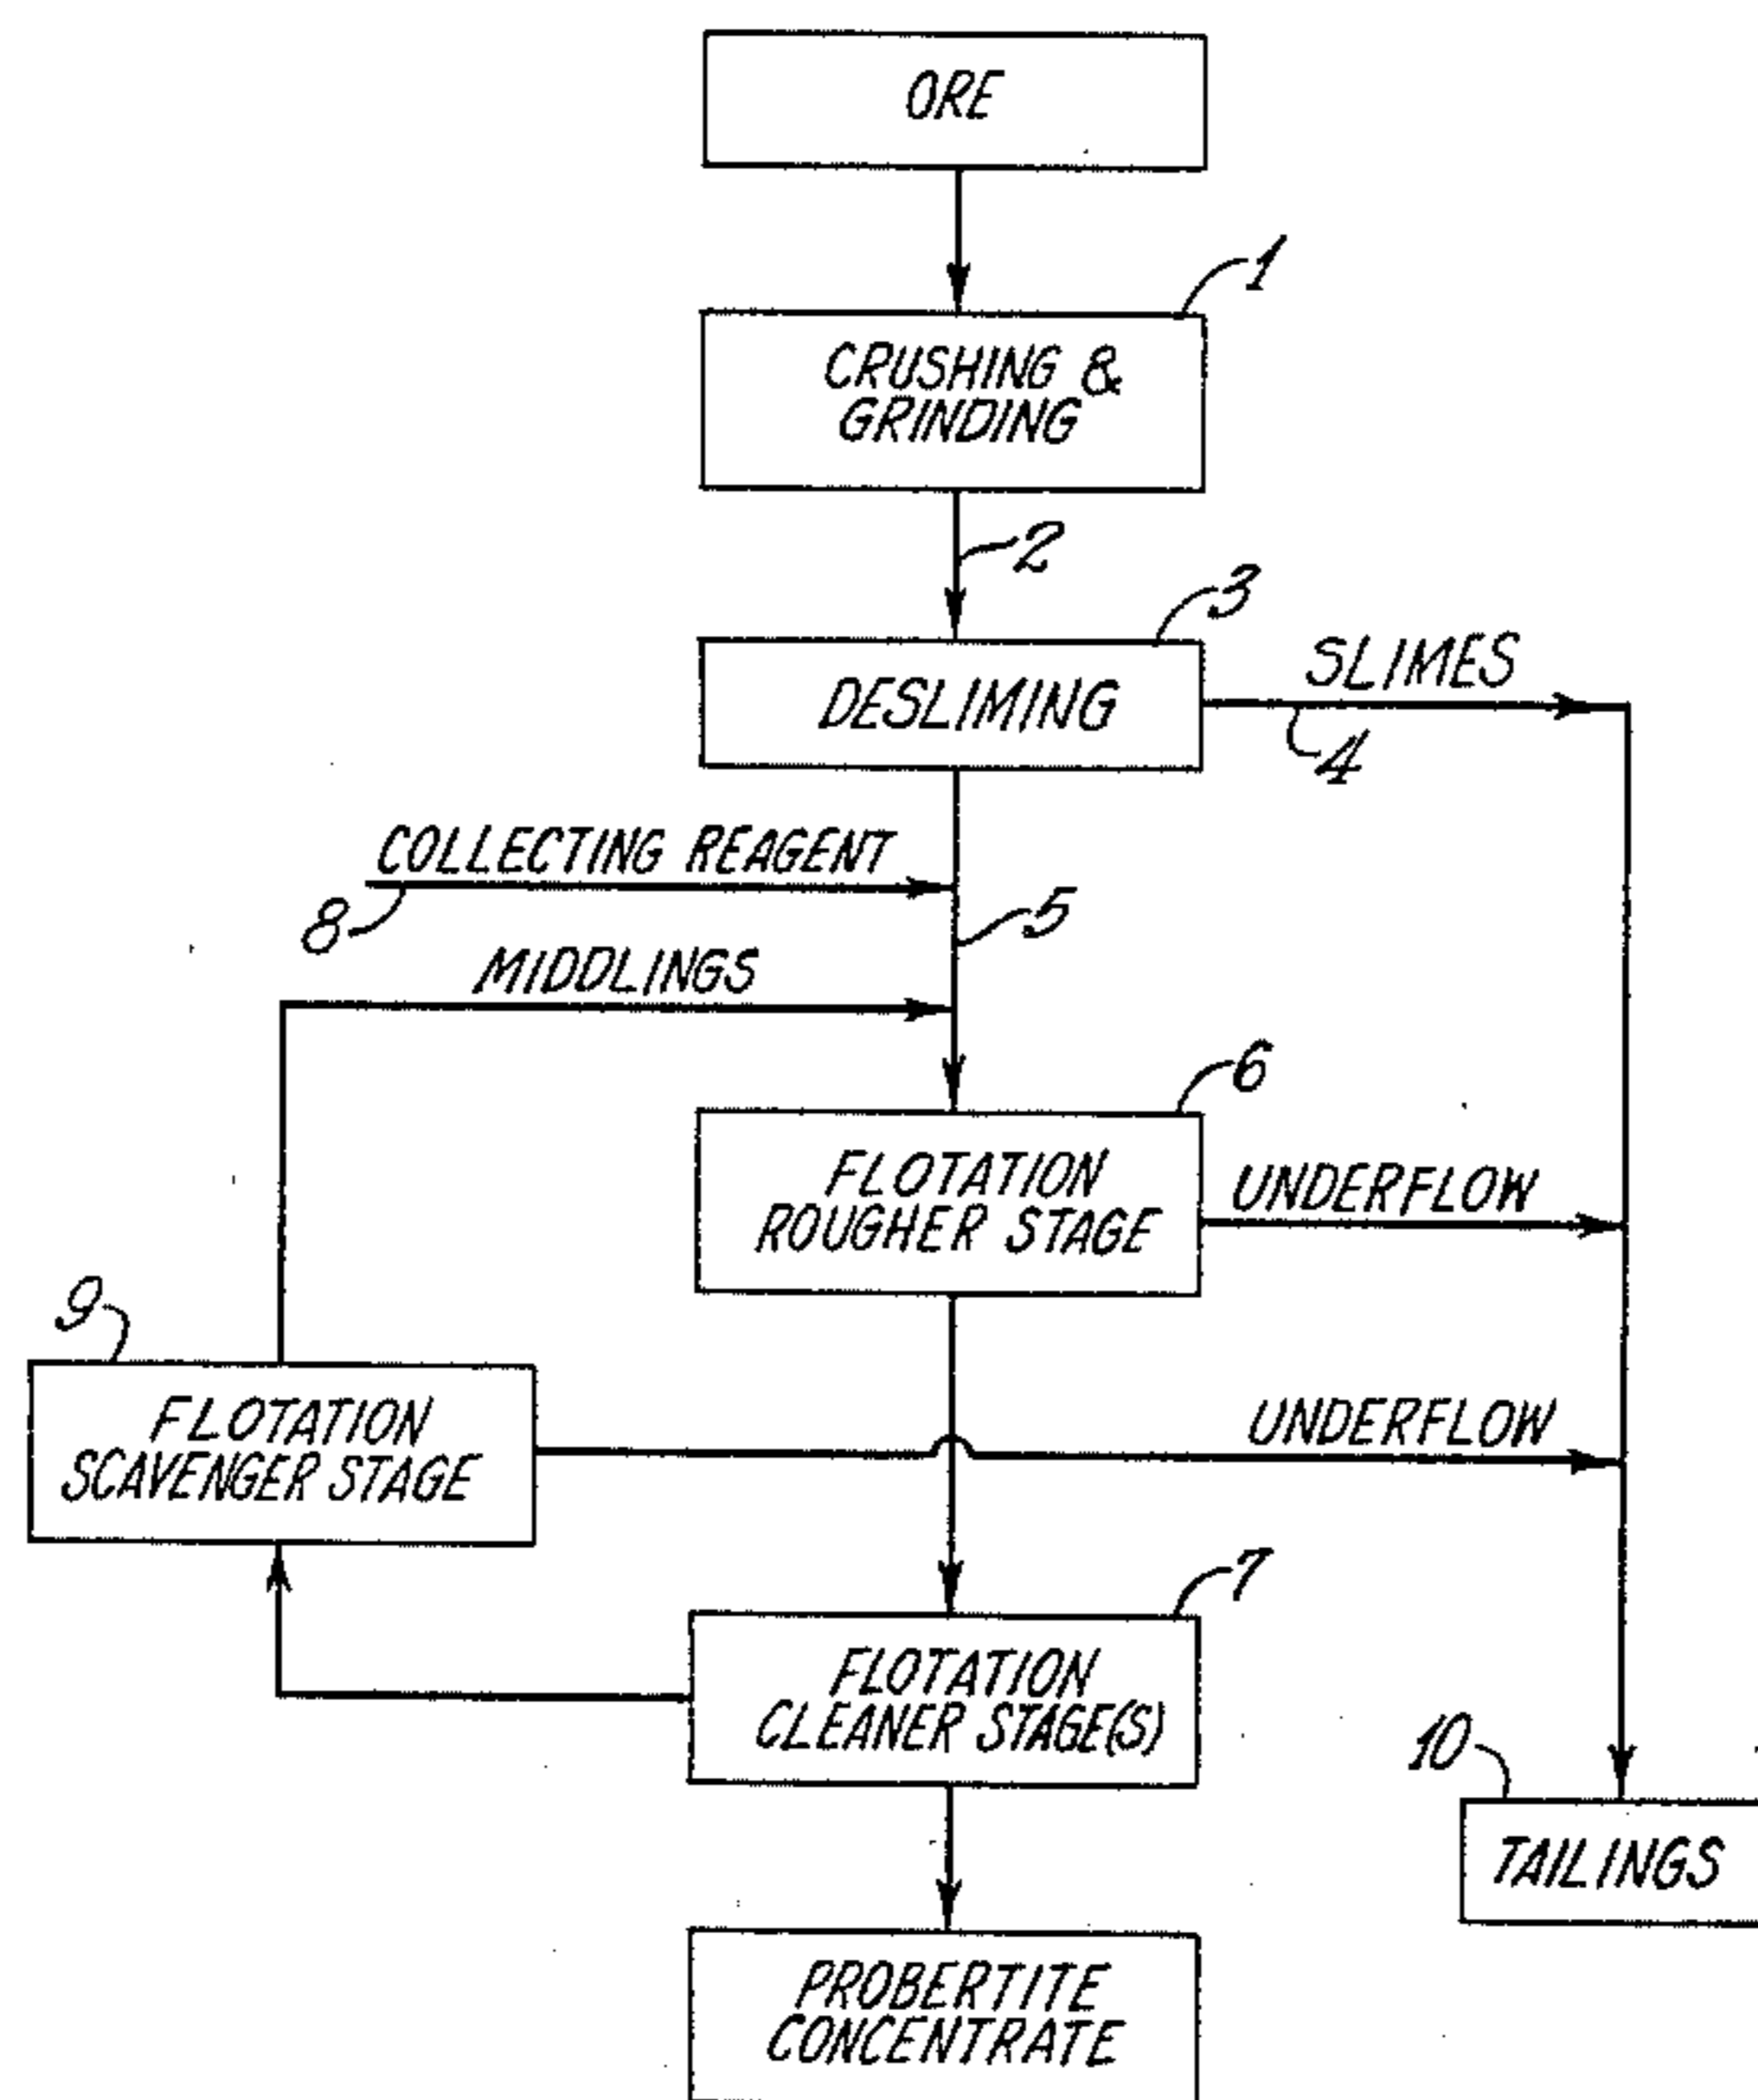 ORE
1
CRUSHING &
GRINDING
2
3
DESLIMING
SLIMES
4
COLLECTING REAGENT
8
5
MIDDLINGS
6
FLOTATION
ROUGHER STAGE
UNDERFLOW
9
FLOTATION
SCAVENGER STAGE
UNDERFLOW
7
FLOTATION
CLEANER STAGE(S)
10
TAILINGS
PROBERTITE
CONCENTRATE